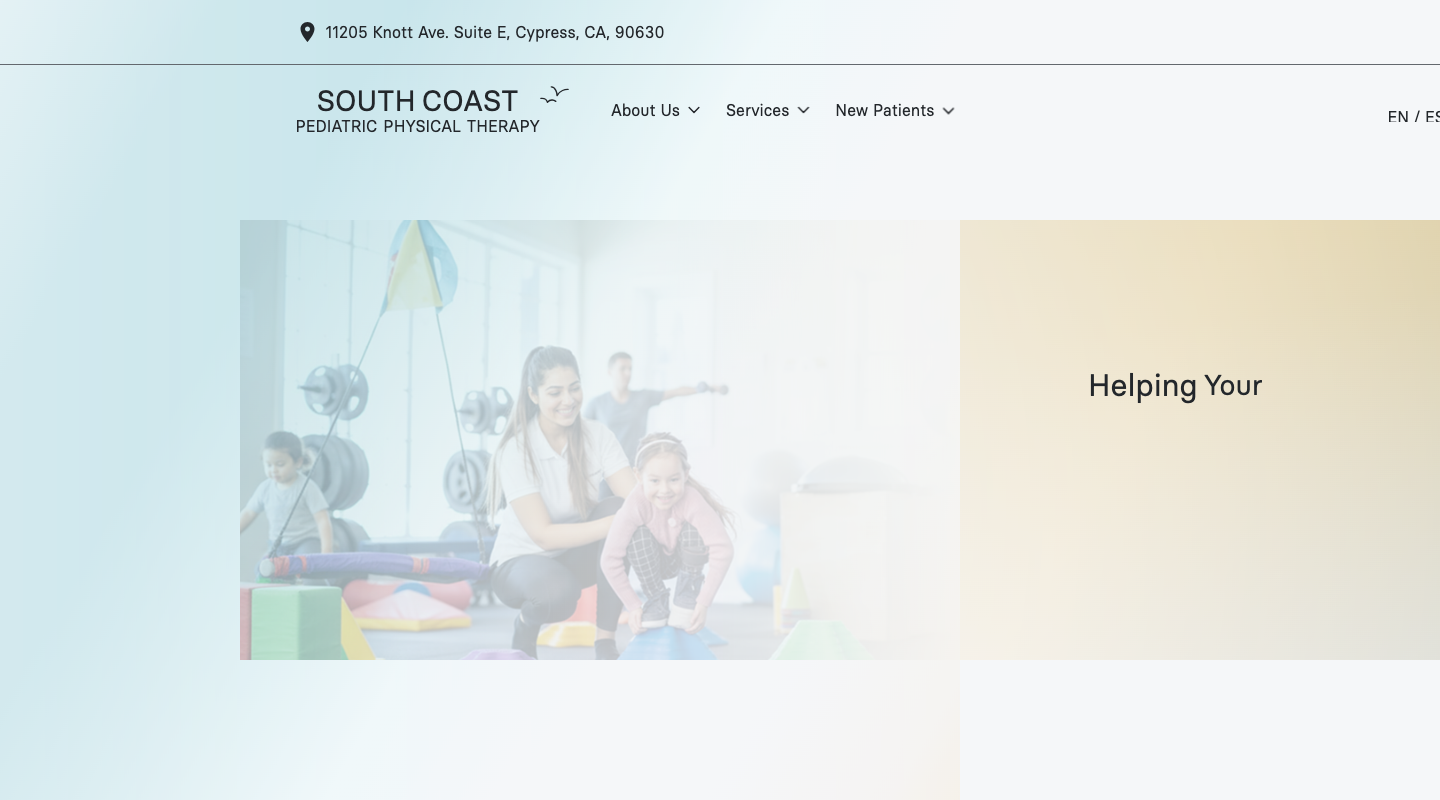 11205 Knott Ave. Suite E, Cypress, CA, 90630
SOUTH COAST
PEDIATRIC PHYSICAL THERAPY
About Us
Services
New Patients
EN / ES
Helping Your